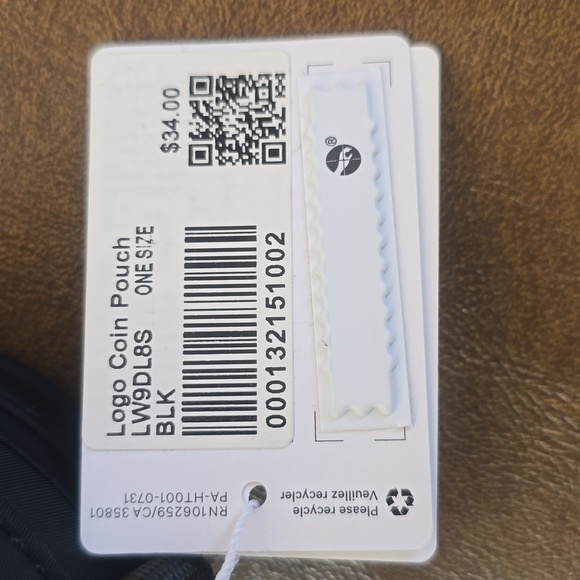 Logo Coin Pouch
LW9DL8S ONE SIZE
BLK
$34.00
000132151002
®
Please recycle
Veuillez recycler
RN106259/CA 35801
PA-HT001-0731